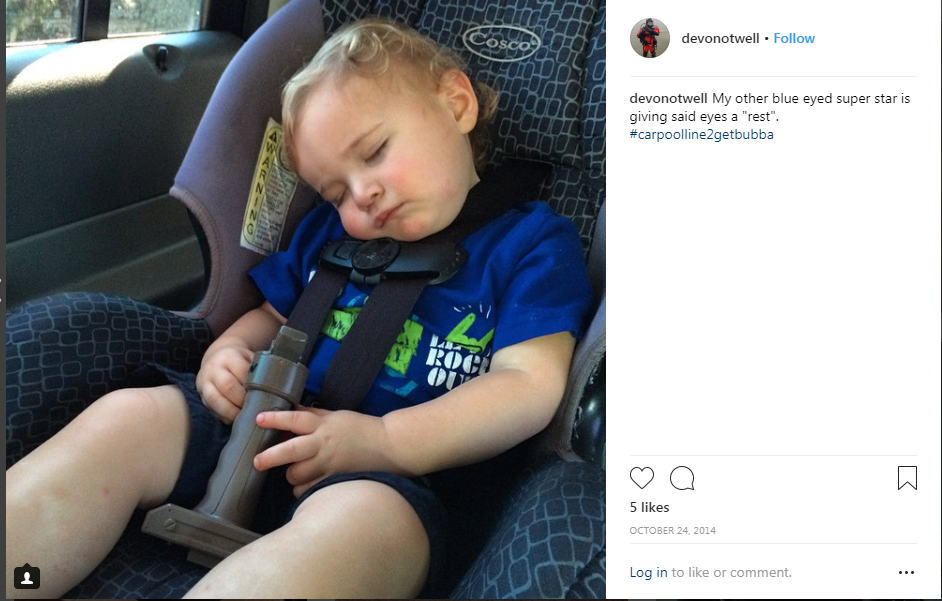 Cosco
WARNING
ROCK
OUT
devonotwell • Follow
devonotwell My other blue eyed super star is
giving said eyes a "rest".
#carpoolline2getbubba
5 likes
OCTOBER 24, 2014
Log in to like or comment.